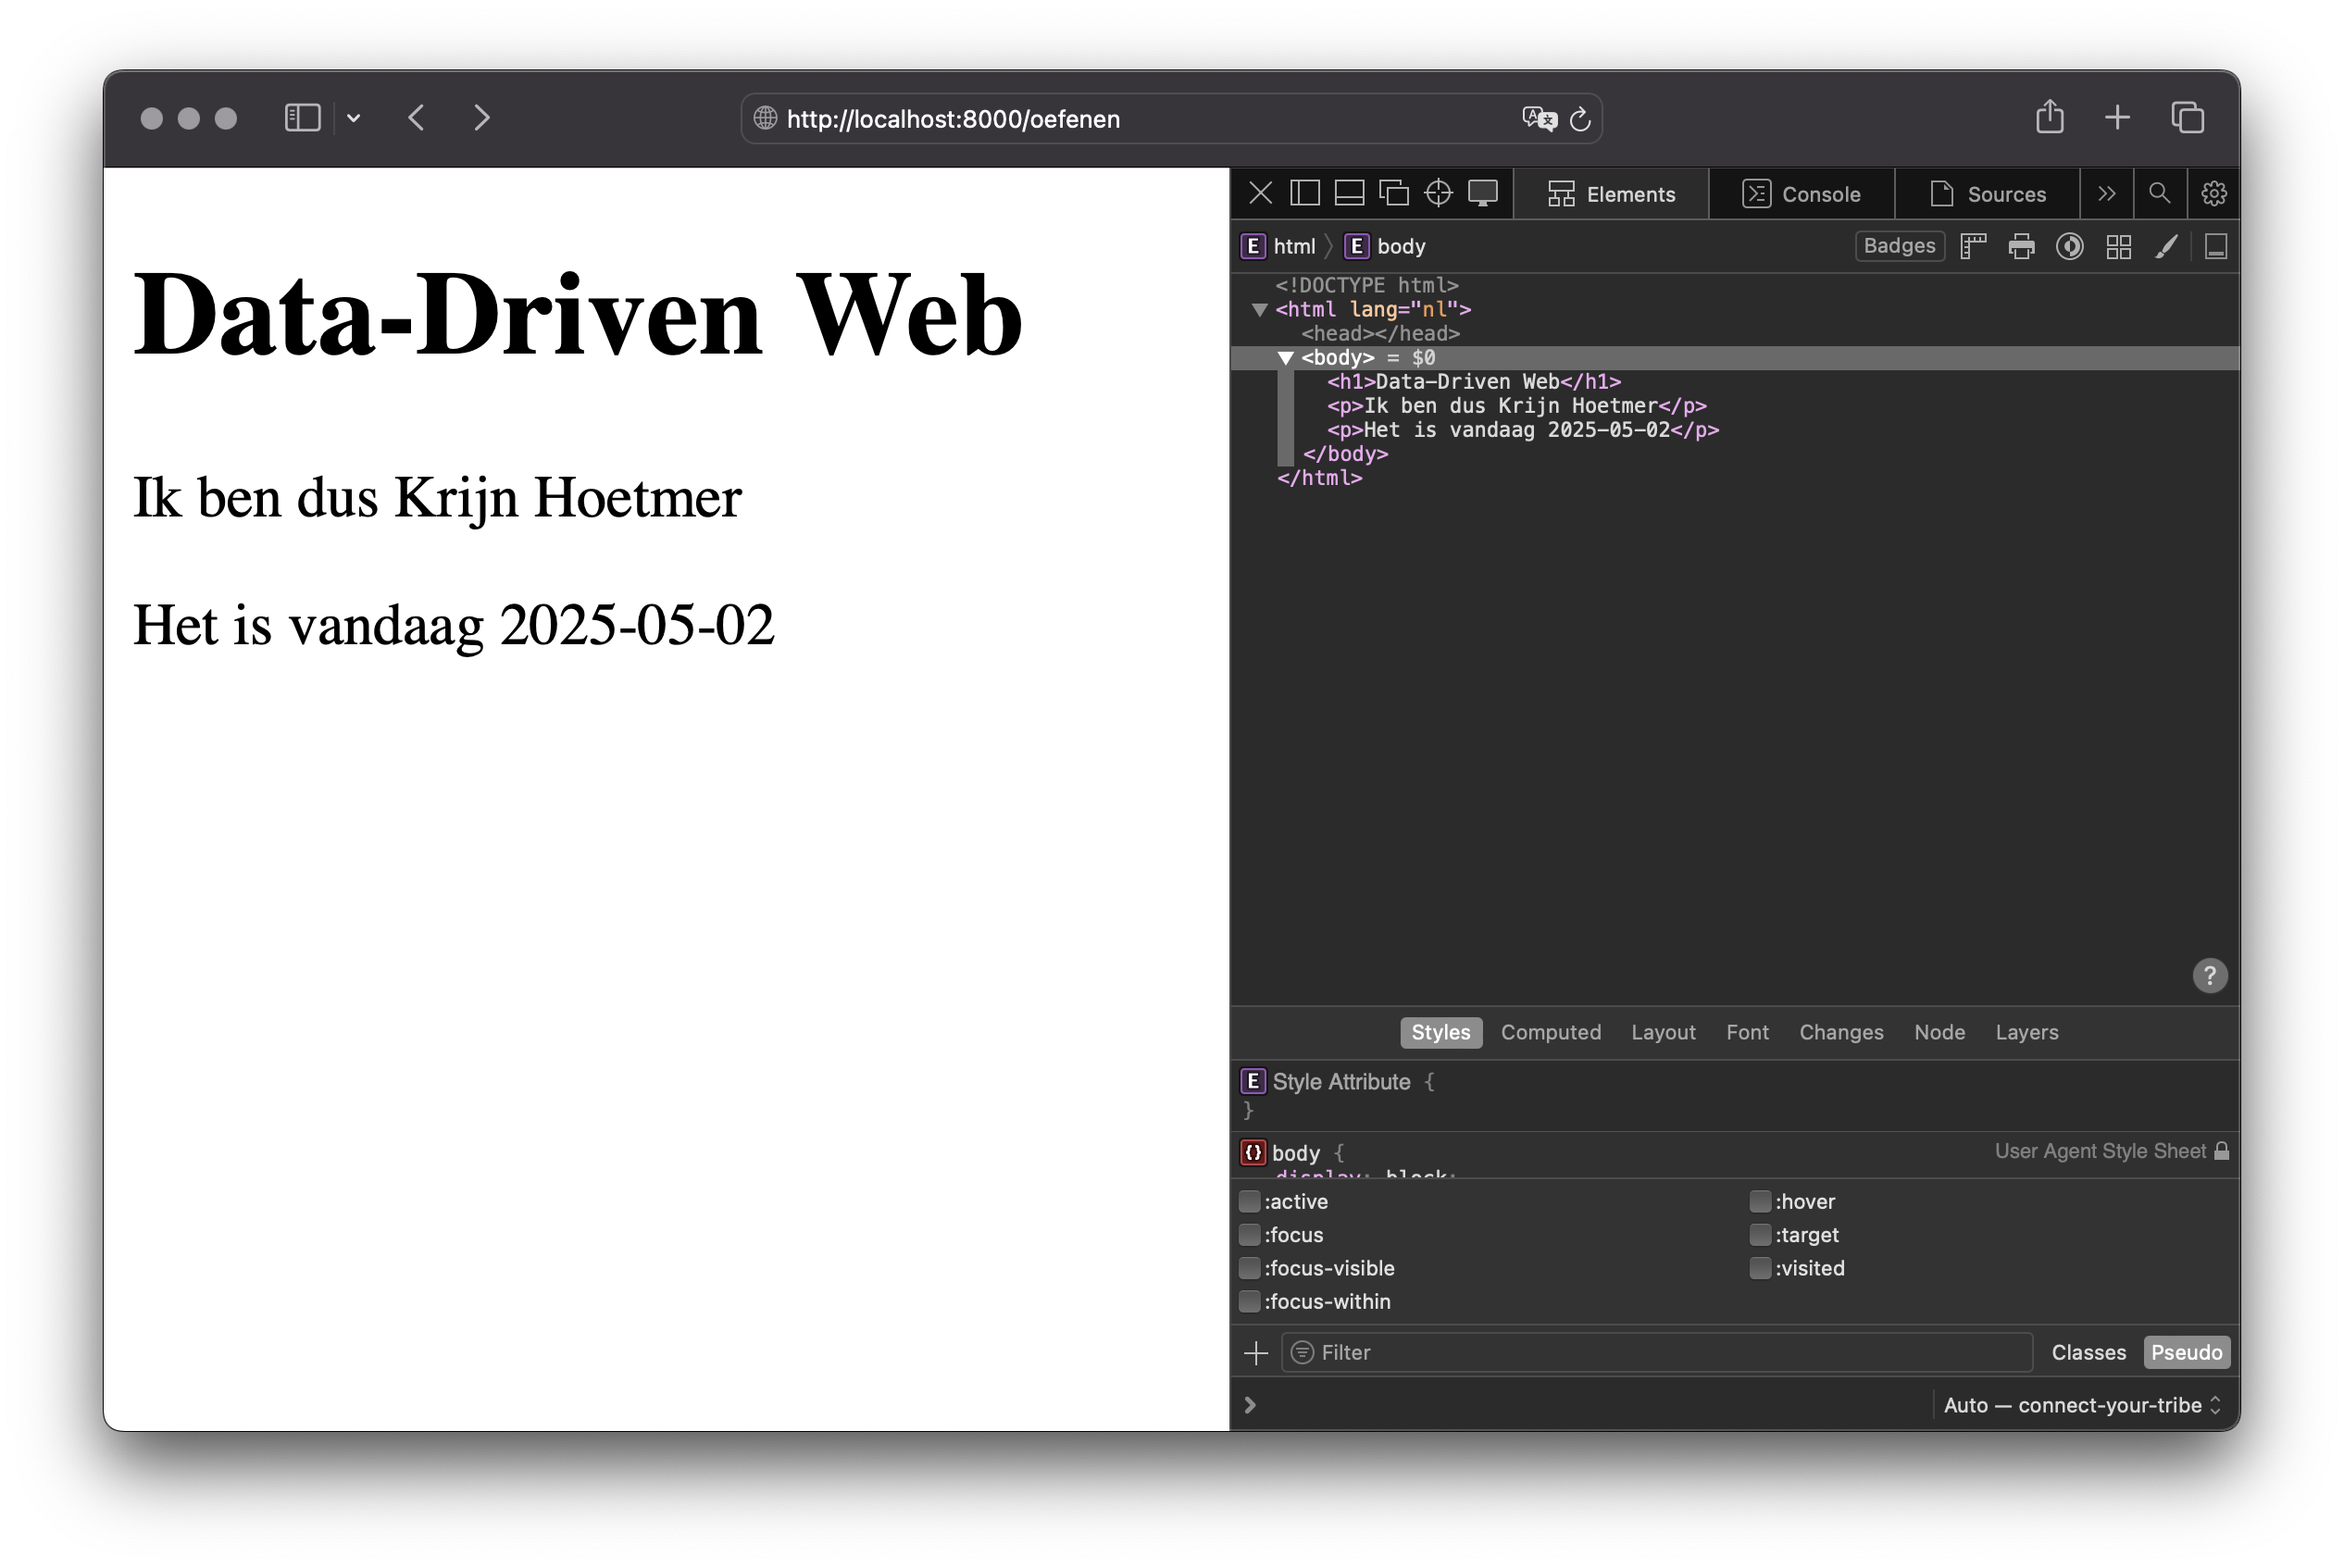 http://localhost:8000/oefenen
Data-Driven Web
Ik ben dus Krijn Hoetmer
Het is vandaag 2025-05-02
Elements
Console
Sources
E html E body
Badges
<!DOCTYPE html>
<html lang="nl">
<head></head>
<body> = $0
<h1>Data-Driven Web</h1>
<p>Ik ben dus Krijn Hoetmer</p>
<p>Het is vandaag 2025-05-02</p>
</body>
</html>
?
Styles Computed Layout Font Changes Node Layers
E Style Attribute {
}
{} body { User Agent Style Sheet
display: block;
:active :hover
:focus :target
:focus-visible :visited
:focus-within
Filter Classes Pseudo
Auto — connect-your-tribe